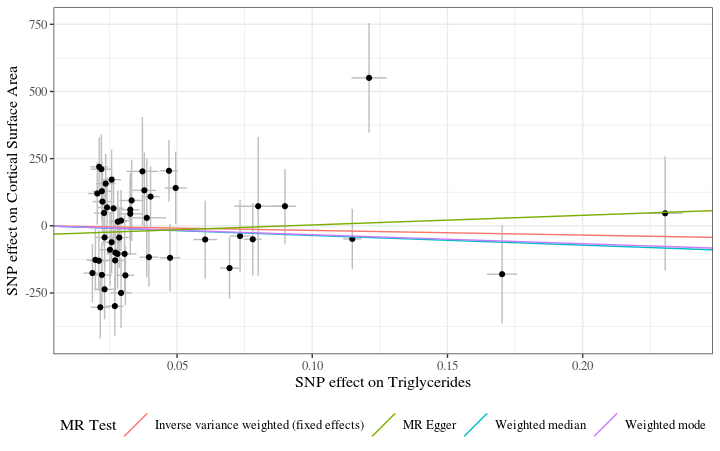 SNP effect on Cortical Surface Area
750
500
250
0
-250
0.05
0.10
0.15
0.20
SNP effect on Triglycerides
MR Test
Inverse variance weighted (fixed effects)
MR Egger
Weighted median
Weighted mode